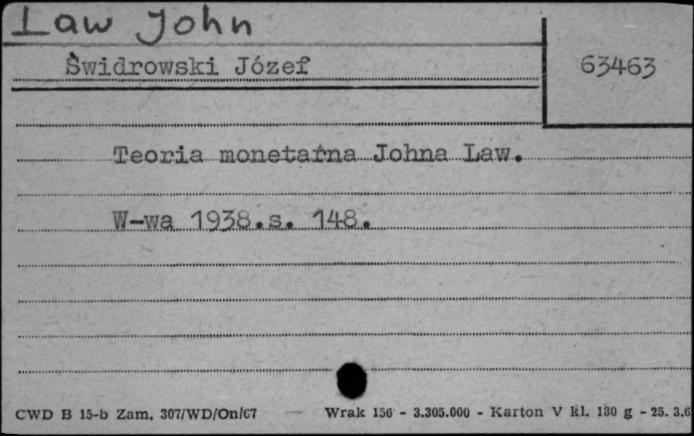 Law John
Świdrowski Józef
63463
Teoria monetarna Johna Law.
W-wa 1938.s. 148.
CWD B 15-b Zam. 307/WD/On/67 Wrak 156 - 3.305.000 - Karton V kl. 180 g - 25. 3.6